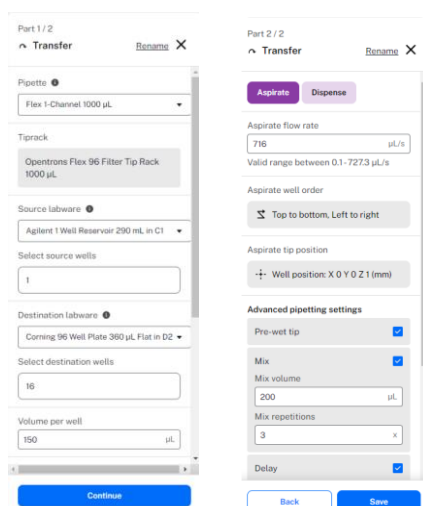 Part 1 / 2
Transfer Rename
Pipette
Flex 1-Channel 1000 µL
Tiprack
Opentrons Flex 96 Filter Tip Rack
1000 µL
Source labware
Agilent 1 Well Reservoir 290 mL in C1
Select source wells
1
Destination labware
Corning 96 Well Plate 360 µL Flat in D2
Select destination wells
16
Volume per well
150 µL
Continue
Part 2 / 2
Transfer Rename
Aspirate Dispense
Aspirate flow rate
716 µL/s
Valid range between 0.1-727.3 µL/s
Aspirate well order
Top to bottom, Left to right
Aspirate tip position
Well position: X 0 Y 0 Z 1 (mm)
Advanced pipetting settings
Pre-wet tip
Mix
Mix volume
200 µL
Mix repetitions
3 x
Delay
Back Save